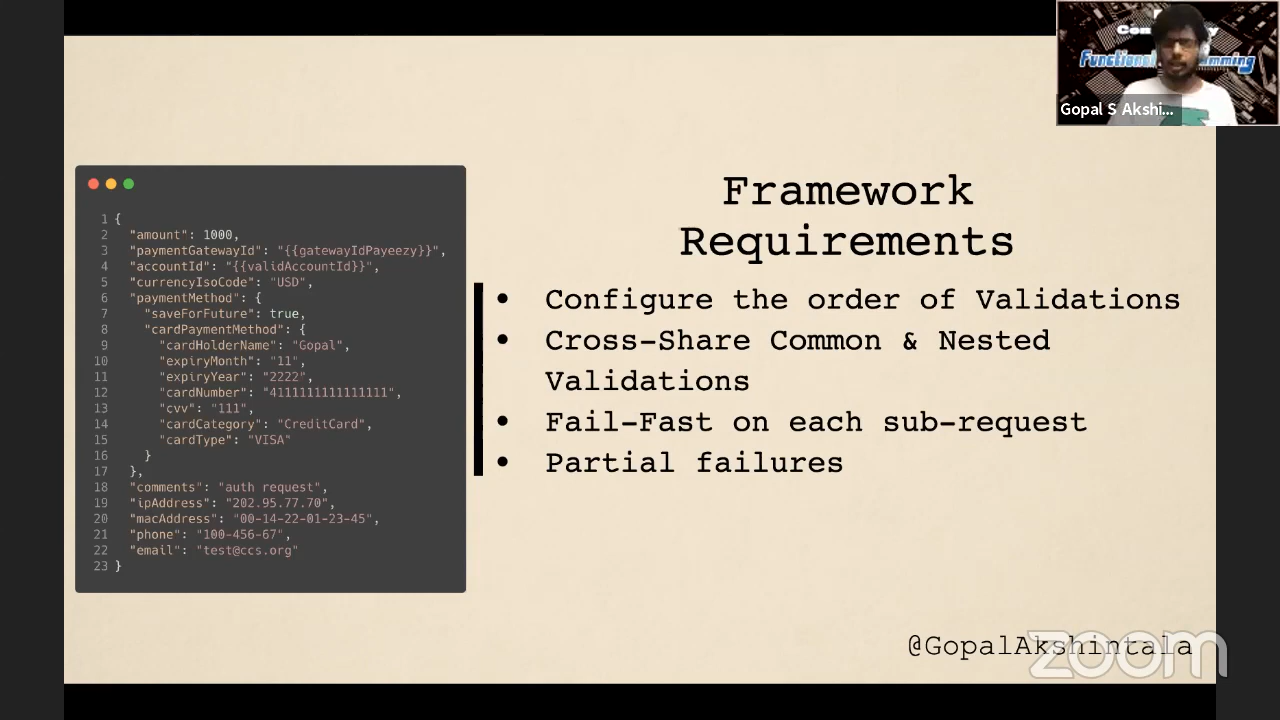 Functional Programming
Gopal S Akshi...
1 {
2 "amount": 1000,
3 "paymentGatewayId": "{{gatewayIdPayeezy}}",
4 "accountId": "{{validAccountId}}",
5 "currencyIsoCode": "USD",
6 "paymentMethod": {
7 "saveForFuture": true,
8 "cardPaymentMethod": {
9 "cardHolderName": "Gopal",
10 "expiryMonth": "11",
11 "expiryYear": "2222",
12 "cardNumber": "4111111111111111",
13 "cvv": "111",
14 "cardCategory": "CreditCard",
15 "cardType": "VISA"
16 }
17 },
18 "comments": "auth request",
19 "ipAddress": "202.95.77.70",
20 "macAddress": "00-14-22-01-23-45",
21 "phone": "100-456-67",
22 "email": "test@ccs.org"
23 }
Framework
Requirements
• Configure the order of Validations
• Cross-Share Common & Nested
Validations
• Fail-Fast on each sub-request
• Partial failures
@GopalAkshintala
zoom